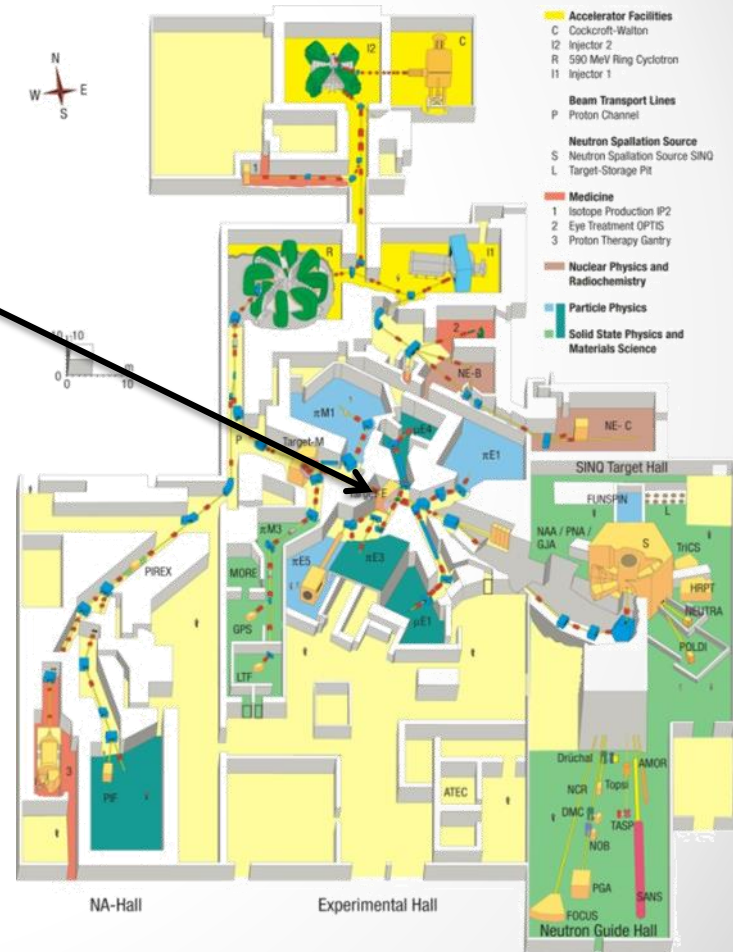 N
W E
S
I2
C
Accelerator Facilities
C Cockcroft-Walton
I2 Injector 2
R 590 MeV Ring Cyclotron
I1 Injector 1
Beam Transport Lines
P Proton Channel
Neutron Spallation Source
S Neutron Spallation Source SINQ
L Target-Storage Pit
Medicine
1 Isotope Production IP2
2 Eye Treatment OPTIS
3 Proton Therapy Gantry
Nuclear Physics and
Radiochemistry
Particle Physics
Solid State Physics and
Materials Science
1
R
I1
2
10
0 m
0 10
NE-B
πM1
μE4
NE- C
P
Target-M
πE1
SINQ Target Hall
FUNSPIN
L
πM3
NAA / PNA /
GJA
S
TriCS
PIREX
MORE
πE5
πE3
HRPT
NEUTRA
GPS
μE1
POLDI
LTF
3
PIF
ATEC
Drüchal
AMOR
NCR
Topsi
DMC
TASP
NOB
PGA
SANS
FOCUS
NA-Hall
Experimental Hall
Neutron Guide Hall